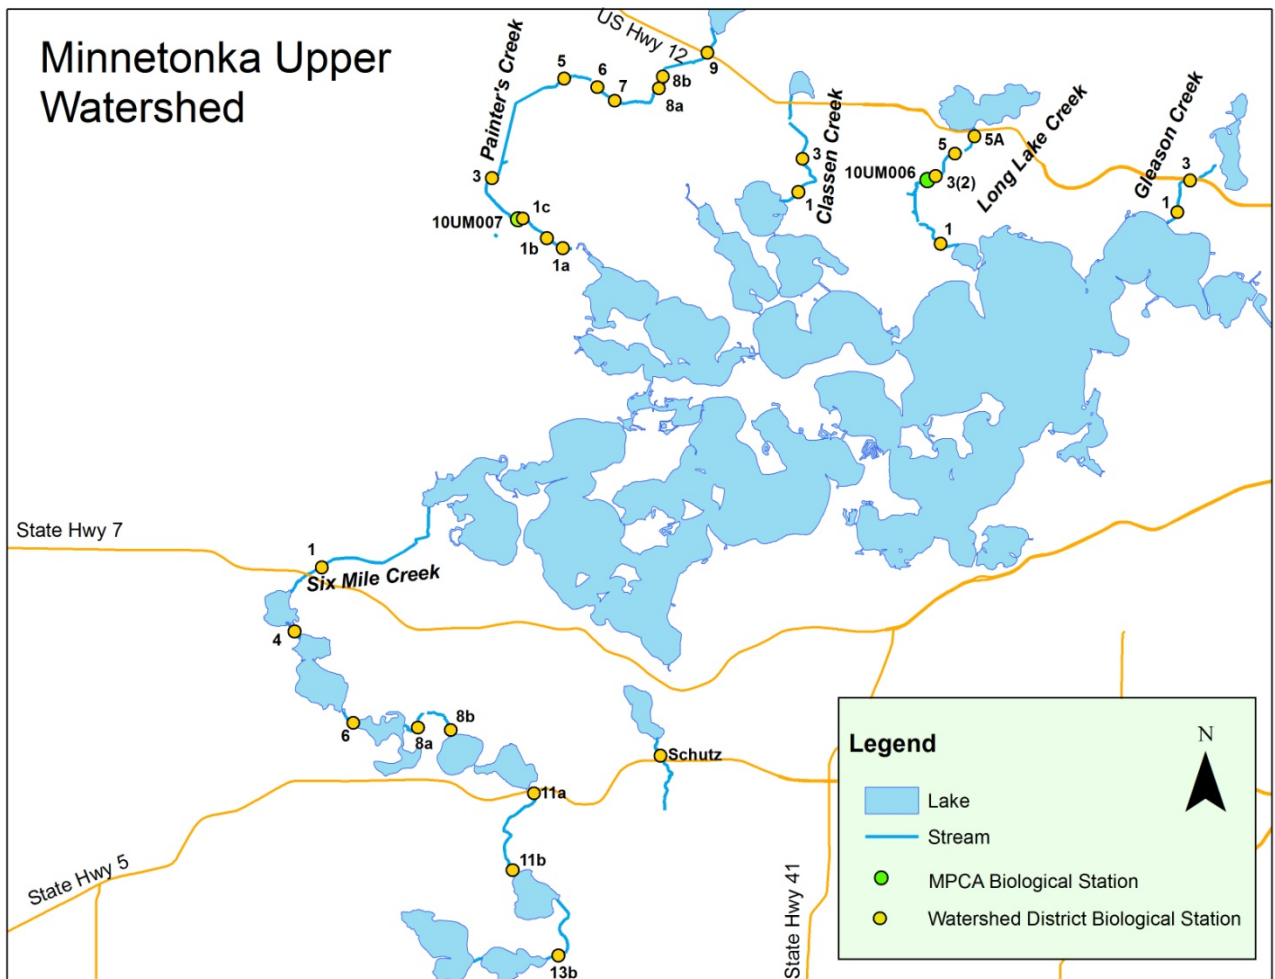 Minnetonka Upper
Watershed
US Hwy 12
9
5
6
7
8b
8a
Painter's Creek
3
10UM007
1c
1b
1a
Classen Creek
3
1
5A
5
10UM006
3(2)
Long Lake Creek
1
Gleason Creek
3
1
State Hwy 7
1
Six Mile Creek
4
6
8a
8b
Schutz
11a
11b
13b
State Hwy 5
State Hwy 41
Legend
N
Lake
Stream
MPCA Biological Station
Watershed District Biological Station